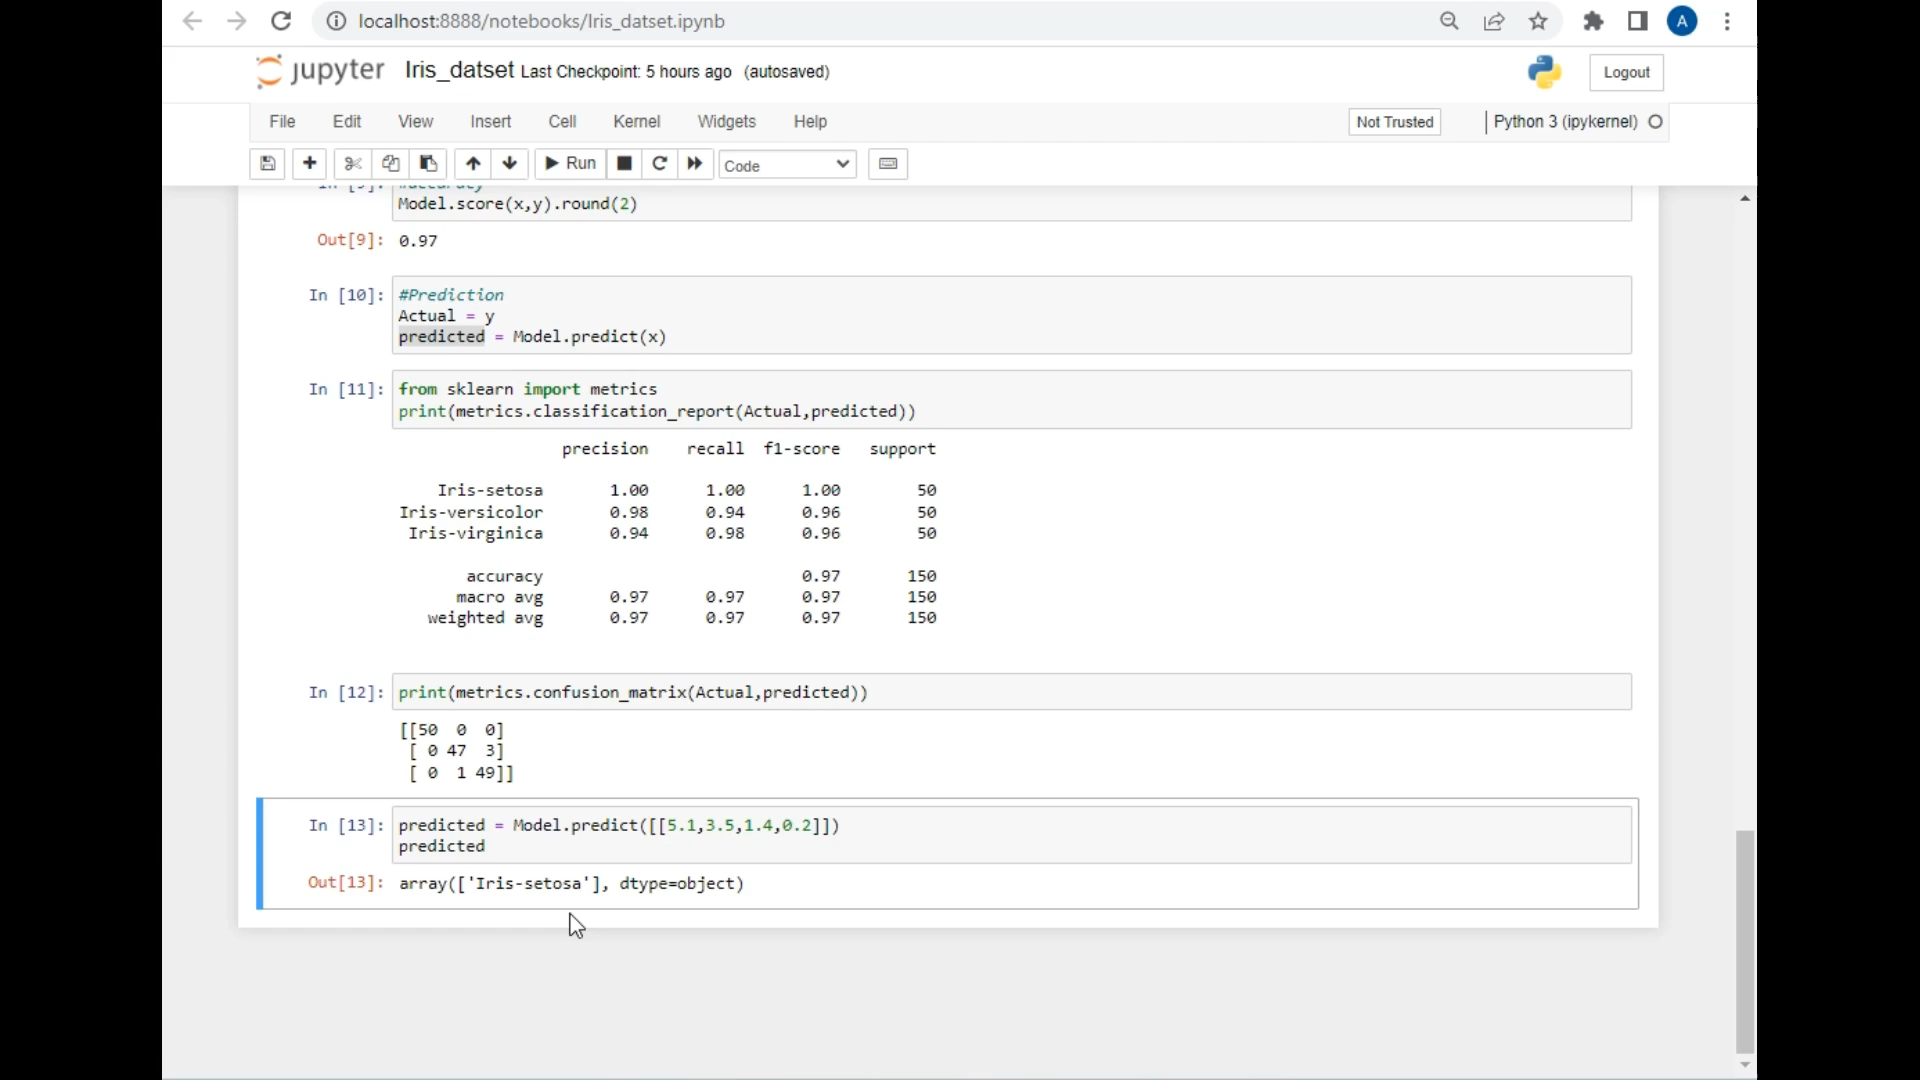 localhost:8888/notebooks/Iris_datset.ipynb
A
jupyter Iris_datset Last Checkpoint: 5 hours ago (autosaved)
Logout
File Edit View Insert Cell Kernel Widgets Help Not Trusted Python 3 (ipykernel)
Run Code
In [9]: #accuracy
Model.score(x,y).round(2)
Out[9]: 0.97
In [10]: #Prediction
Actual = y
predicted = Model.predict(x)
In [11]: from sklearn import metrics
print(metrics.classification_report(Actual,predicted))
precision recall f1-score support
Iris-setosa 1.00 1.00 1.00 50
Iris-versicolor 0.98 0.94 0.96 50
Iris-virginica 0.94 0.98 0.96 50
accuracy 0.97 150
macro avg 0.97 0.97 0.97 150
weighted avg 0.97 0.97 0.97 150
In [12]: print(metrics.confusion_matrix(Actual,predicted))
[[50 0 0]
[ 0 47 3]
[ 0 1 49]]
In [13]: predicted = Model.predict([[5.1,3.5,1.4,0.2]])
predicted
Out[13]: array(['Iris-setosa'], dtype=object)